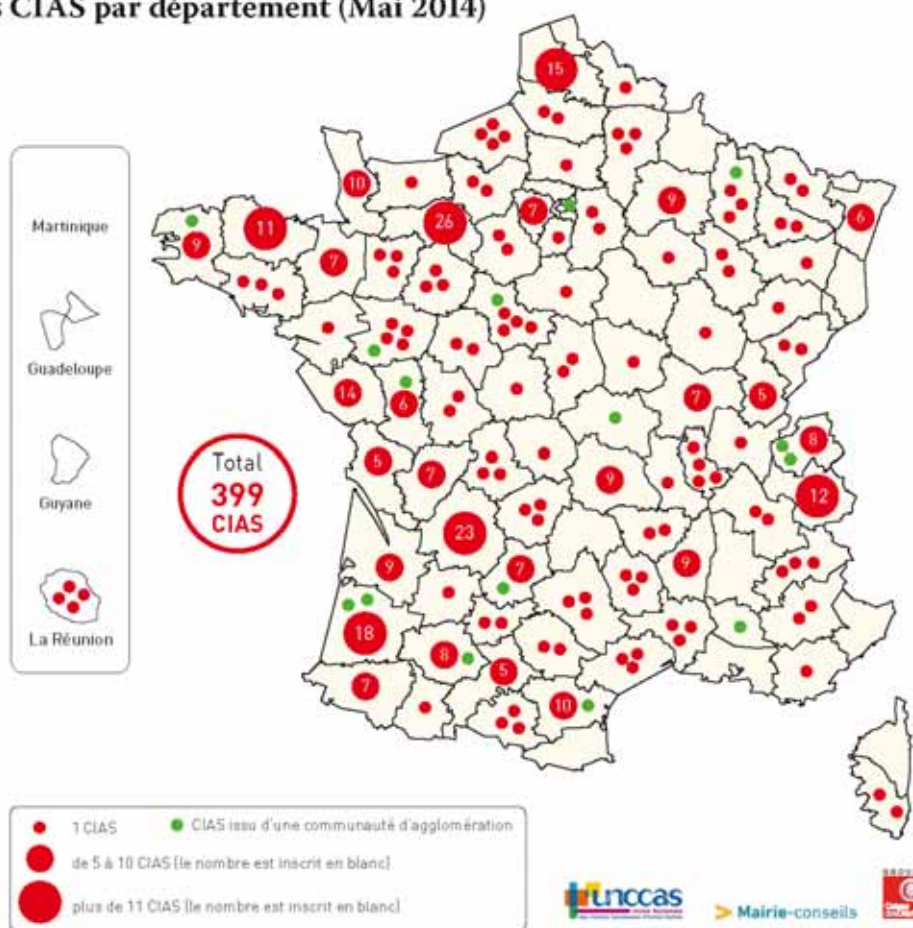 s CIAS par département (Mai 2014)
15
10
11
26
7
9
6
9
7
14
6
7
5
8
5
7
9
12
23
9
7
9
18
8
5
7
10
Martinique
Guadeloupe
Guyane
La Réunion
Total
399
CIAS
1 CIAS
CIAS issu d'une communauté d'agglomération
de 5 à 10 CIAS (le nombre est inscrit en blanc)
plus de 11 CIAS (le nombre est inscrit en blanc)
unccas
Mairie-conseils